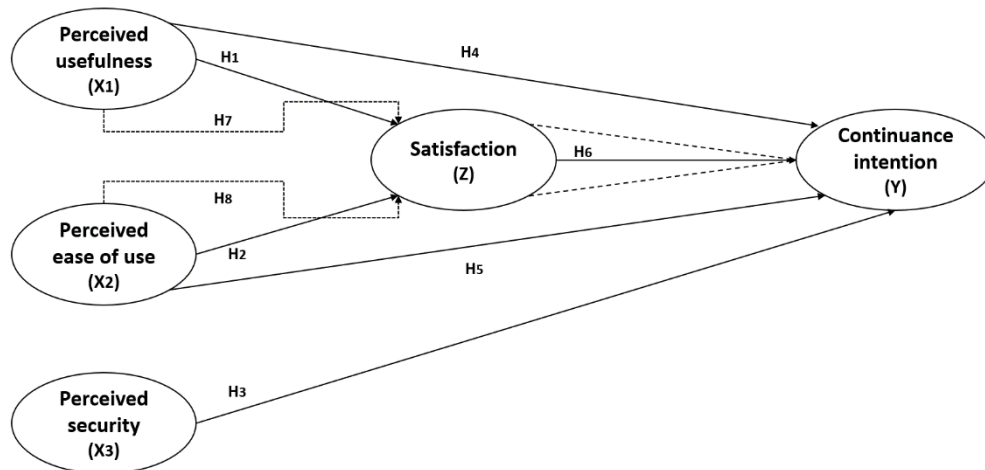 Perceived
usefulness
(X1)
H1
H4
H7
Satisfaction
(Z)
H6
Continuance
intention
(Y)
H8
Perceived
ease of use
(X2)
H2
H5
Perceived
security
(X3)
H3